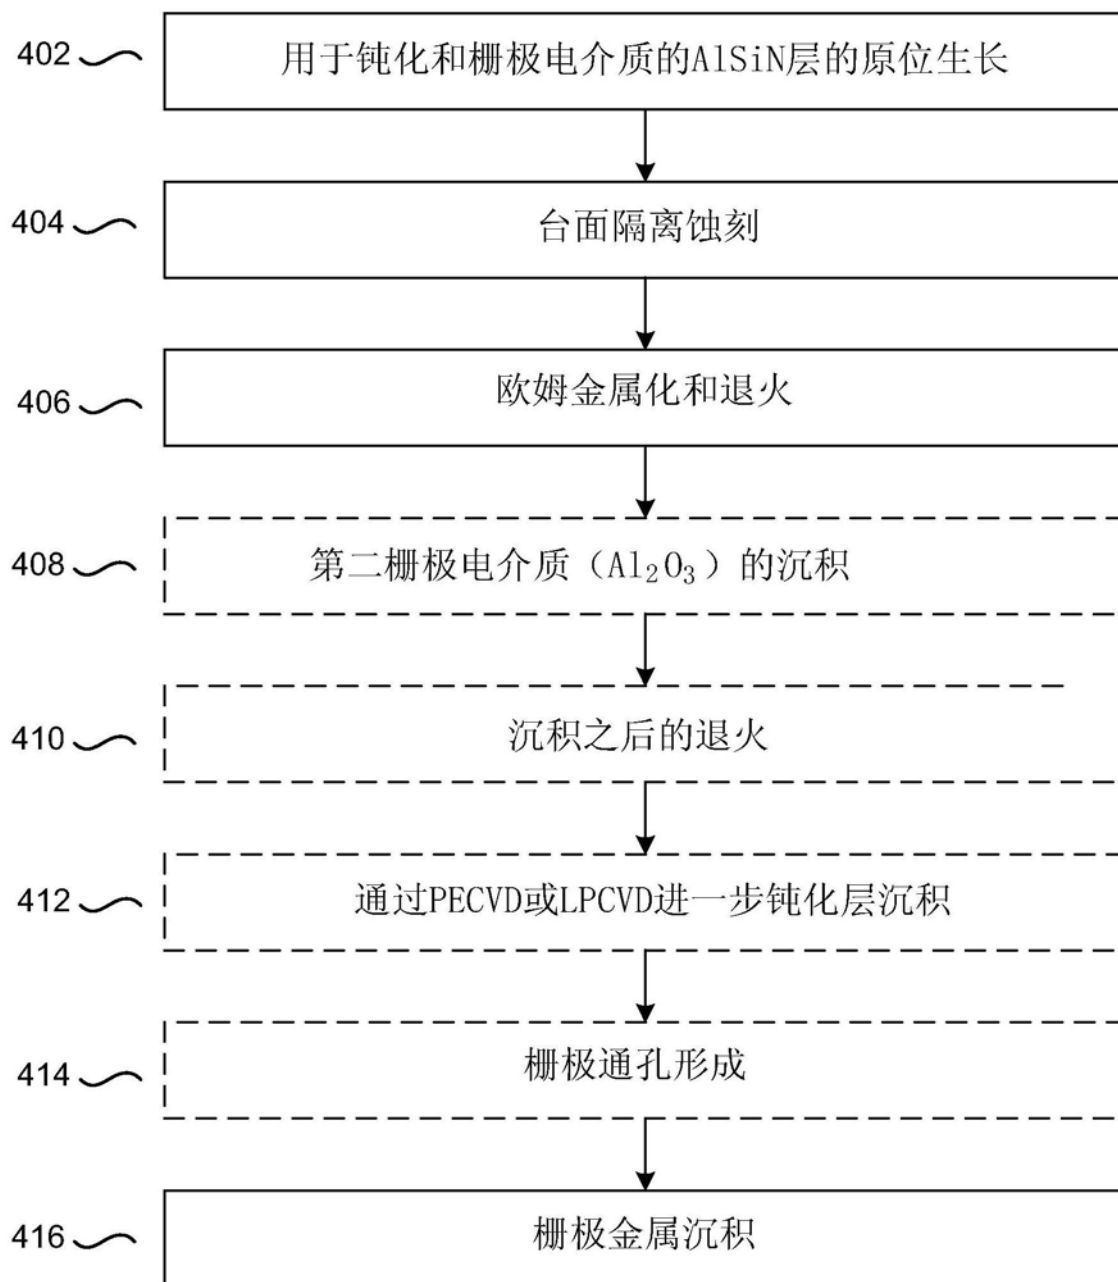 402 用于钝化和栅极电介质的AlSiN层的原位生长
404 台面隔离蚀刻
406 欧姆金属化和退火
408 第二栅极电介质（Al₂O₃）的沉积
410 沉积之后的退火
412 通过PECVD或LPCVD进一步钝化层沉积
414 栅极通孔形成
416 栅极金属沉积